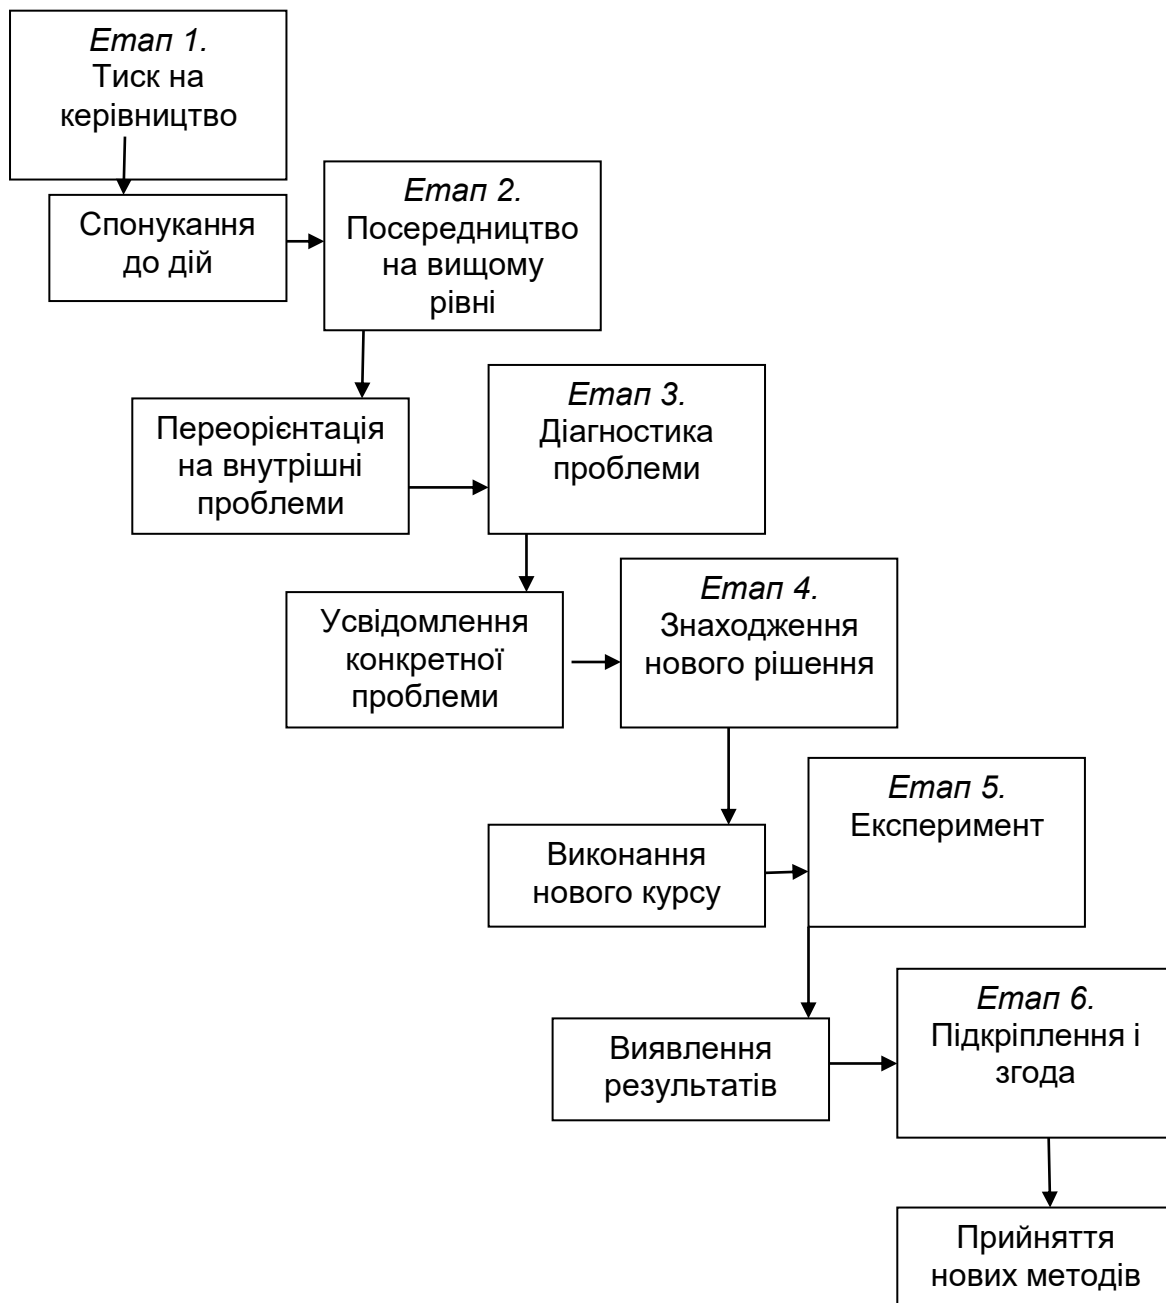 Етап 1.
Тиск на
керівництво
Спонукання
до дій
Етап 2.
Посередництво
на вищому
рівні
Переорієнтація
на внутрішні
проблеми
Етап 3.
Діагностика
проблеми
Усвідомлення
конкретної
проблеми
Етап 4.
Знаходження
нового рішення
Виконання
нового курсу
Етап 5.
Експеримент
Виявлення
результатів
Етап 6.
Підкріплення і
згода
Прийняття
нових методів